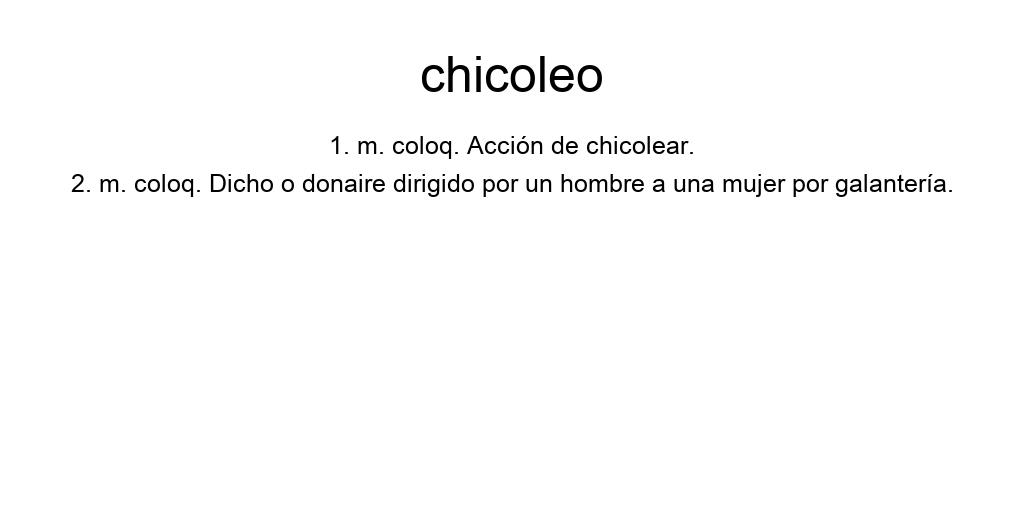 chicoleo
1. m. coloq. Acción de chicolear.
2. m. coloq. Dicho o donaire dirigido por un hombre a una mujer por galantería.